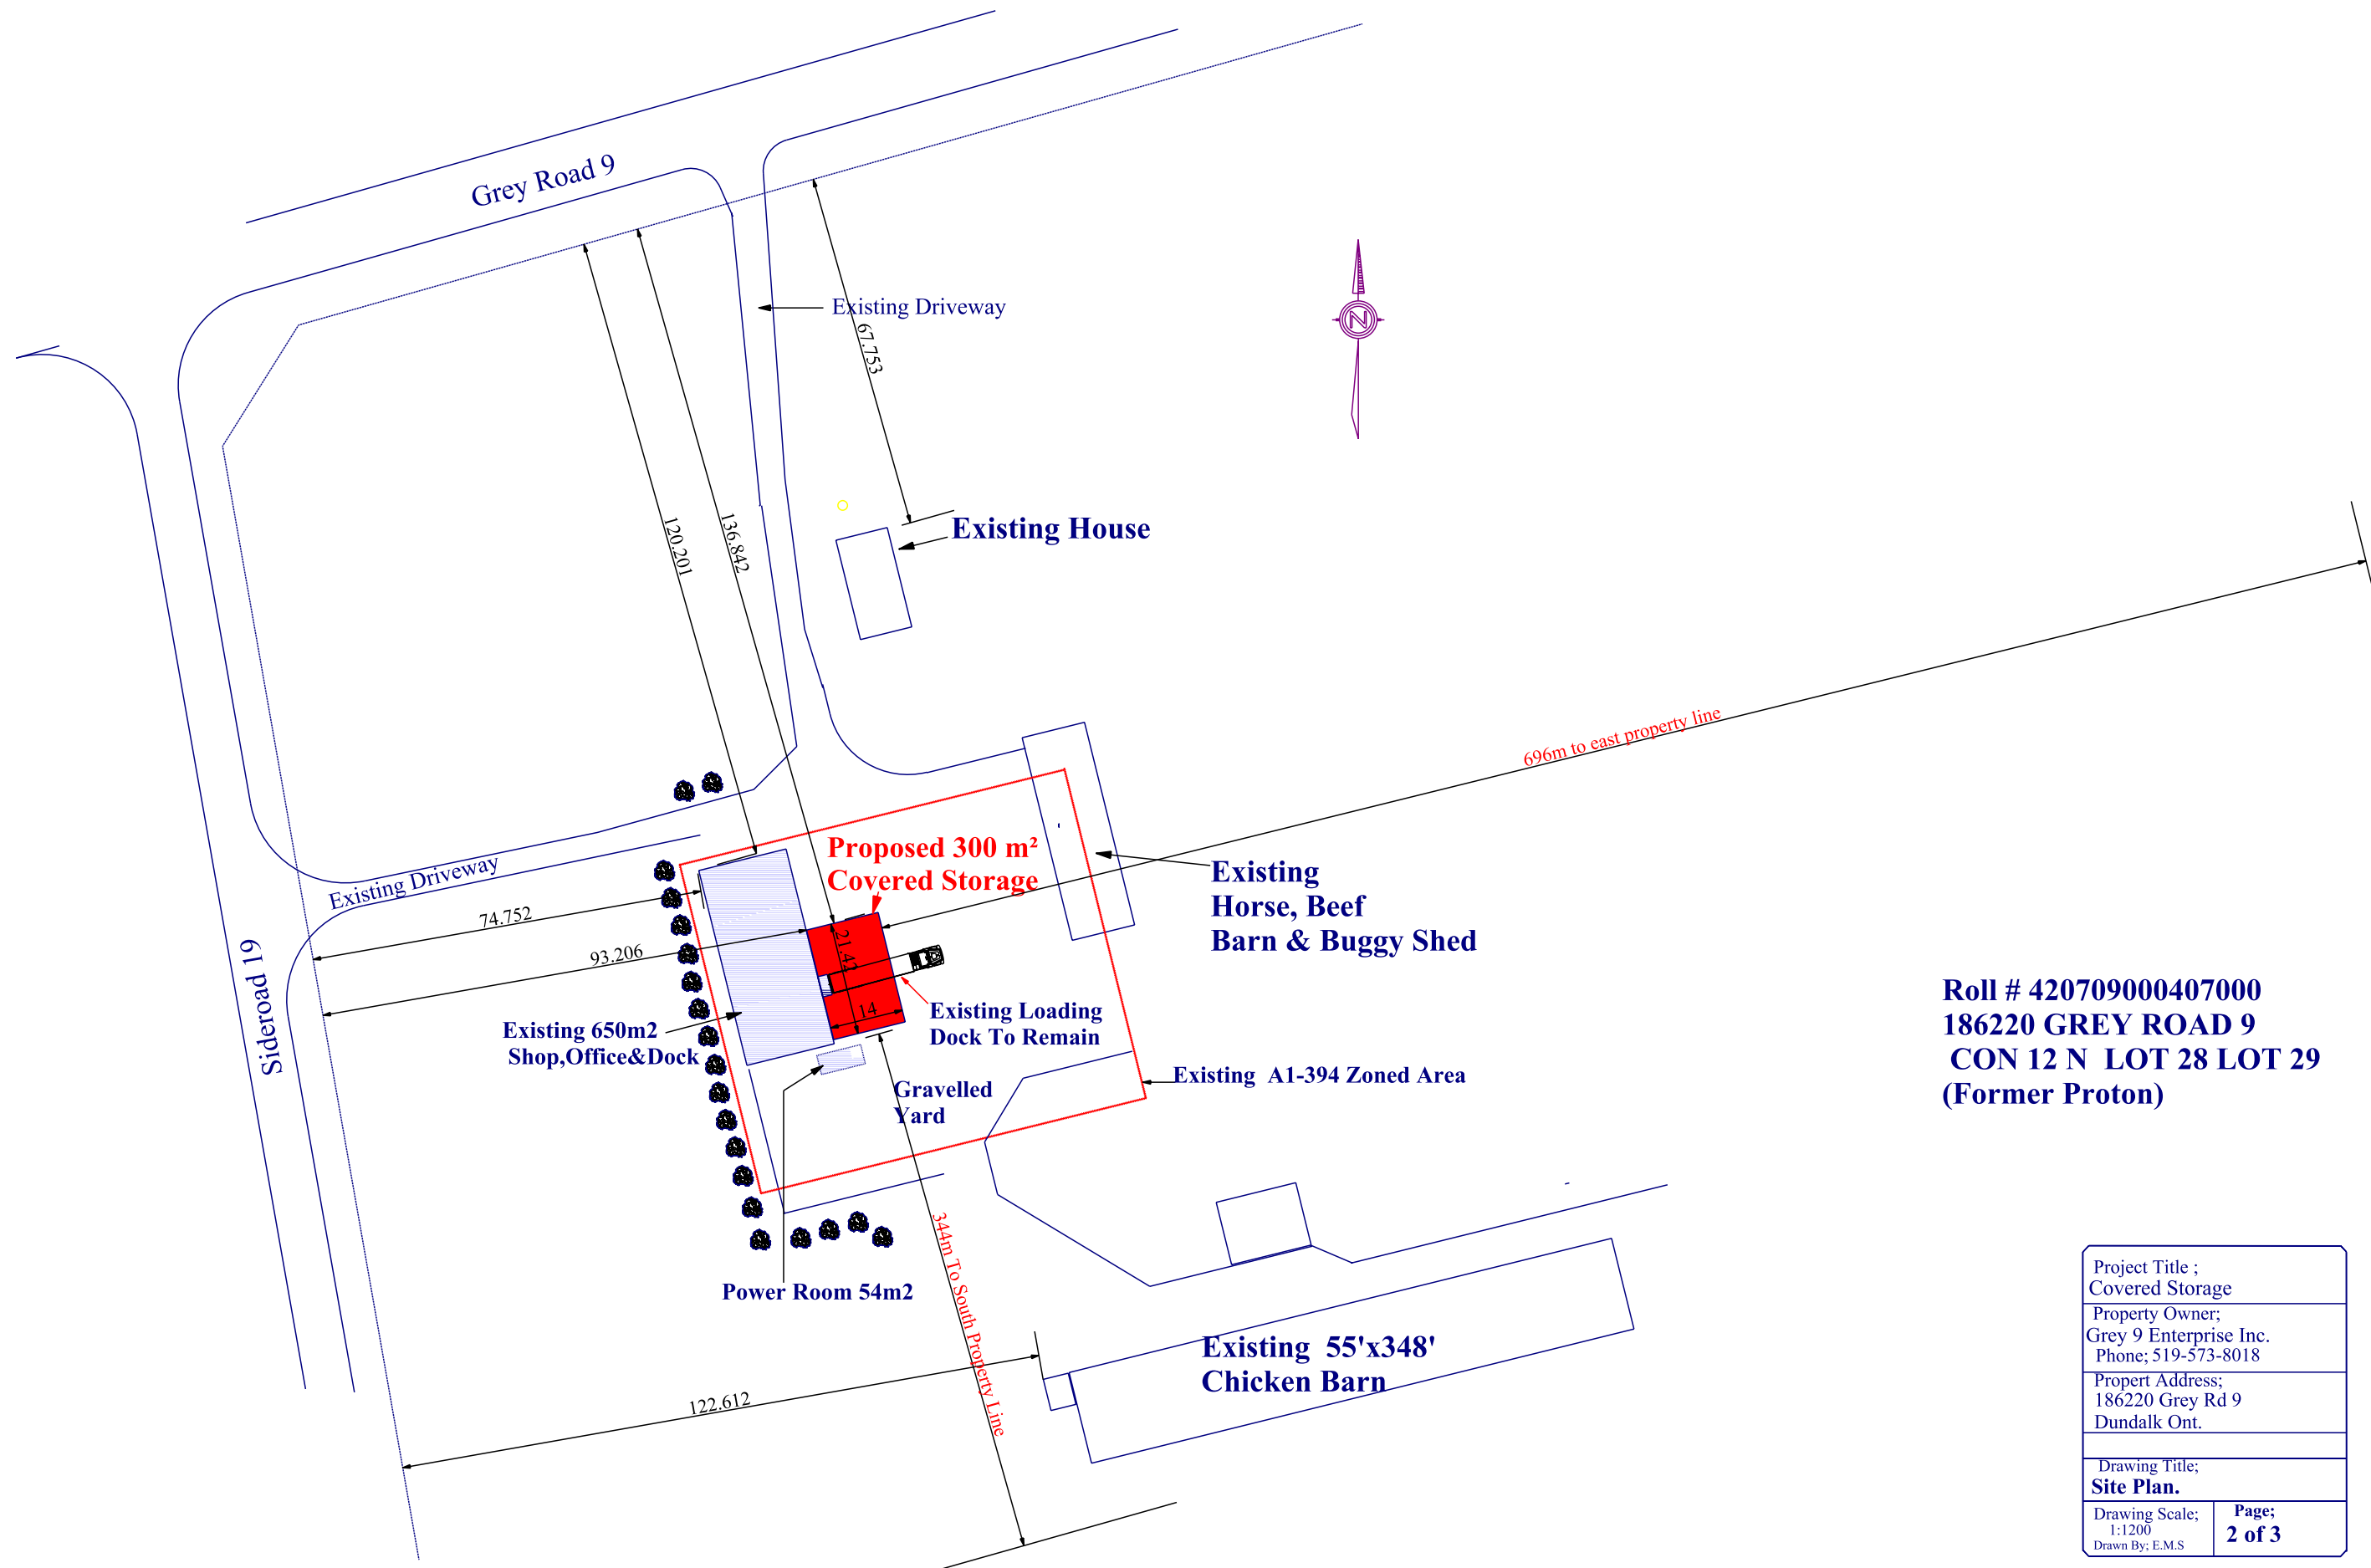 Grey Road 9
Existing Driveway
67.753
120.201
136.842
Existing House
N
696m to east property line
Proposed 300 m²
Covered Storage
Existing
Horse, Beef
Barn & Buggy Shed
Existing Driveway
74.752
93.206
Sideroad 19
21.42
14
Existing 650m2
Shop,Office&Dock
Existing Loading
Dock To Remain
Gravelled
Yard
Existing  A1-394 Zoned Area
Roll # 420709000407000
186220 GREY ROAD 9
CON 12 N  LOT 28 LOT 29
(Former Proton)
Power Room 54m2
344m To South Property Line
Existing  55'x348'
Chicken Barn
122.612
Project Title ;
Covered Storage
Property Owner;
Grey 9 Enterprise Inc.
Phone; 519-573-8018
Propert Address;
186220 Grey Rd 9
Dundalk Ont.
Drawing Title;
Site Plan.
Drawing Scale;
1:1200
Drawn By; E.M.S
Page;
2 of 3